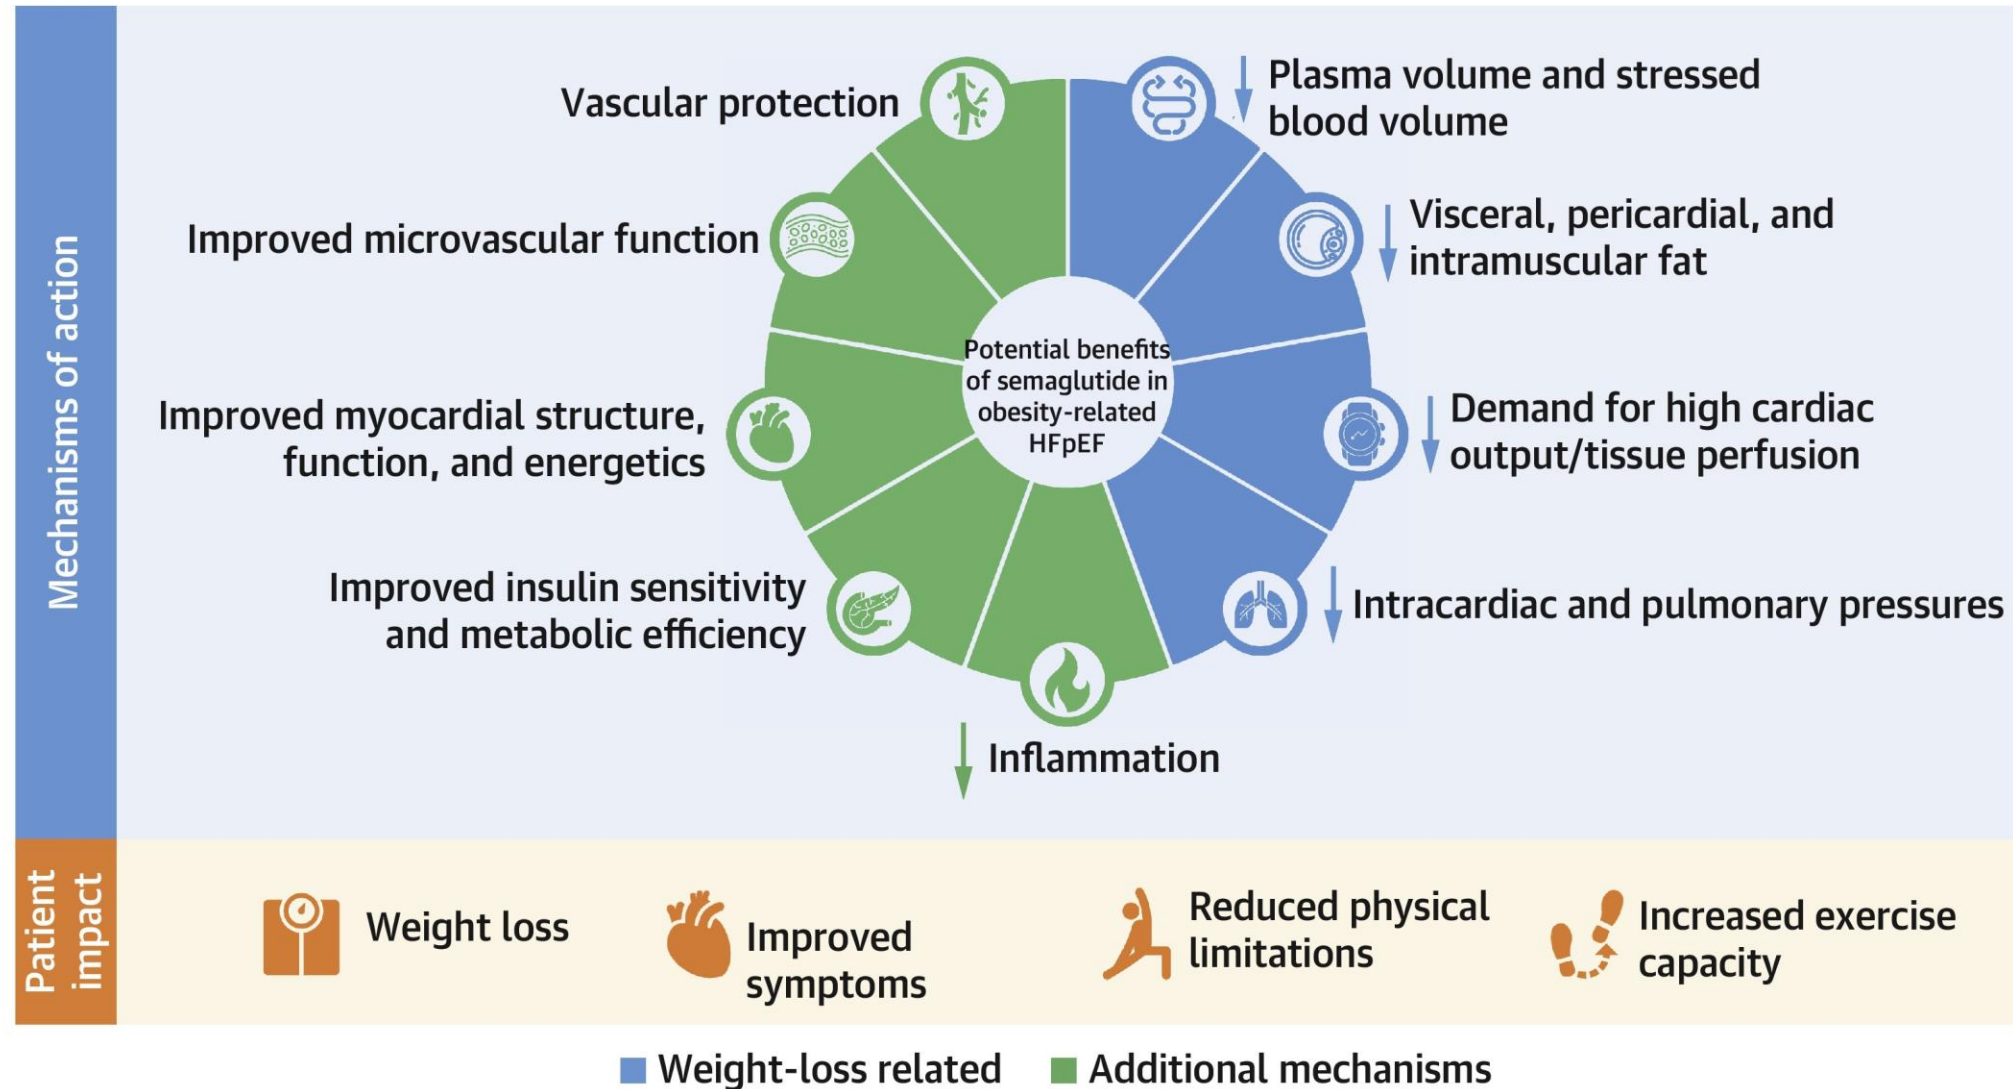 Mechanisms of action
Vascular protection
Improved microvascular function
Improved myocardial structure,
function, and energetics
Improved insulin sensitivity
and metabolic efficiency
Inflammation
Plasma volume and stressed
blood volume
Visceral, pericardial, and
intramuscular fat
Demand for high cardiac
output/tissue perfusion
Intracardiac and pulmonary pressures
Potential benefits
of semaglutide in
obesity-related
HFpEF
Patient
impact
Weight loss
Improved
symptoms
Reduced physical
limitations
Increased exercise
capacity
Weight-loss related
Additional mechanisms